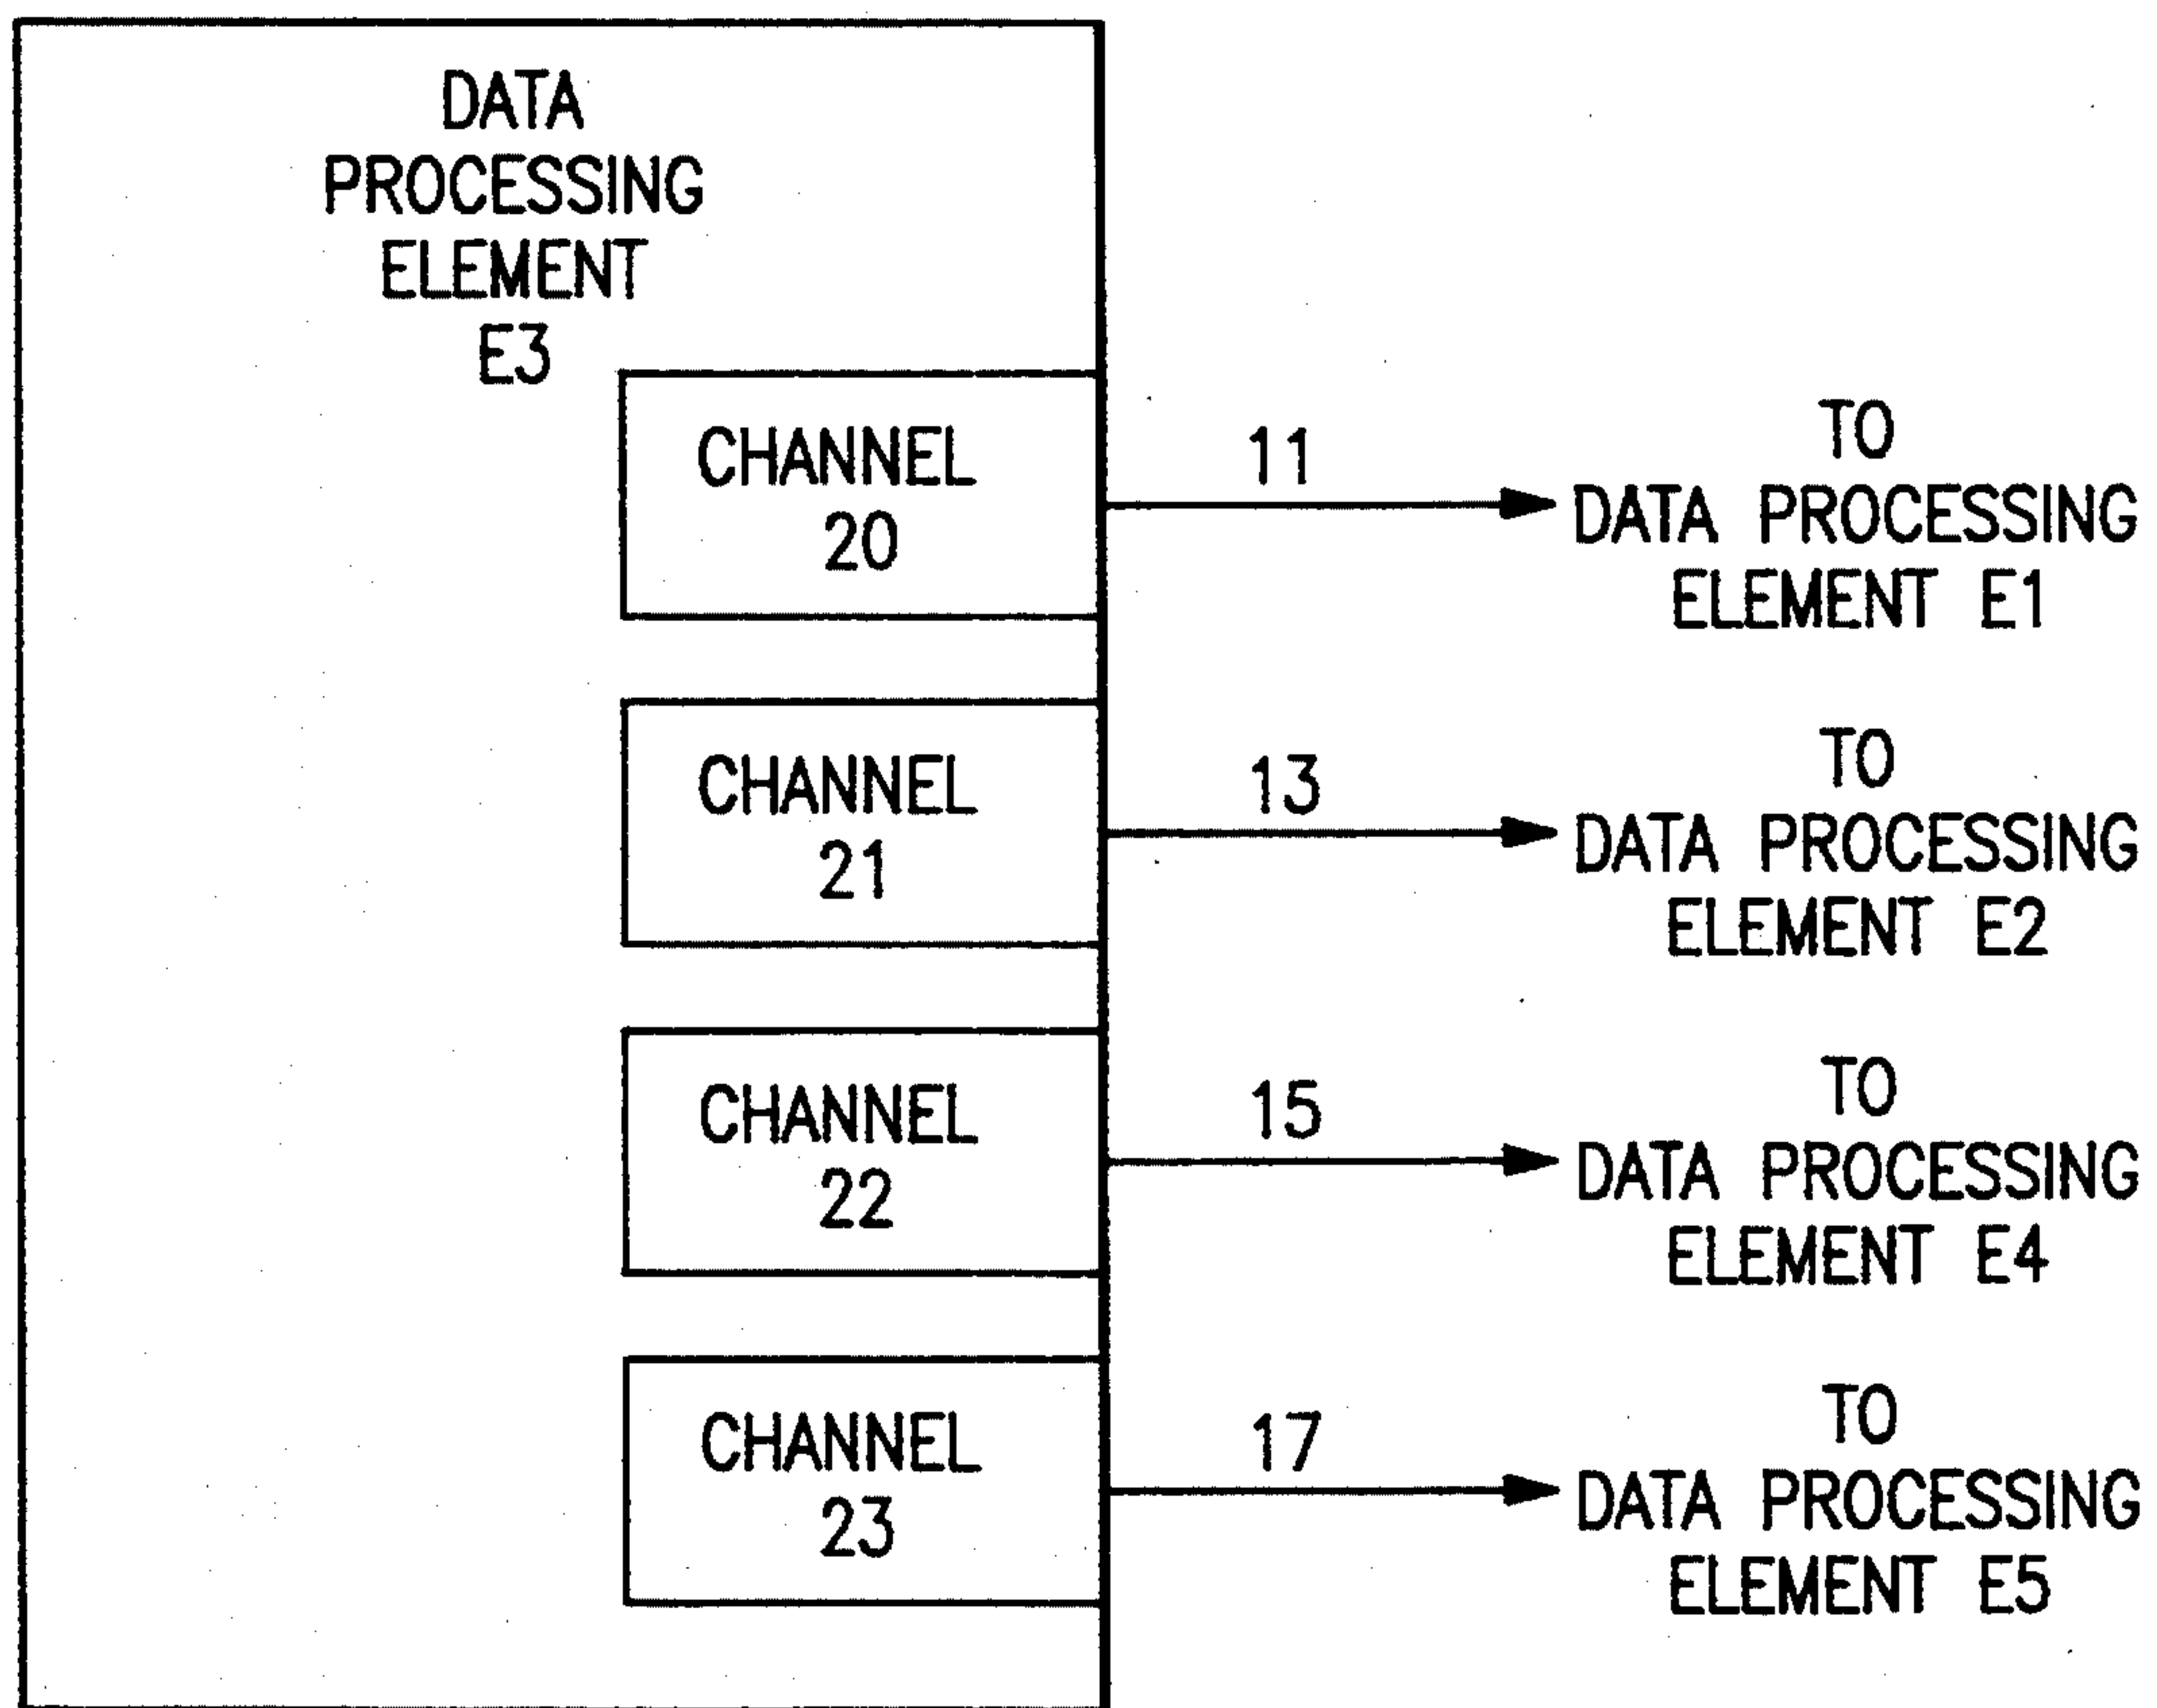 DATA
PROCESSING
ELEMENT
E3
CHANNEL
20
11
TO
DATA PROCESSING
ELEMENT E1
CHANNEL
21
13
TO
DATA PROCESSING
ELEMENT E2
CHANNEL
22
15
TO
DATA PROCESSING
ELEMENT E4
CHANNEL
23
17
TO
DATA PROCESSING
ELEMENT E5